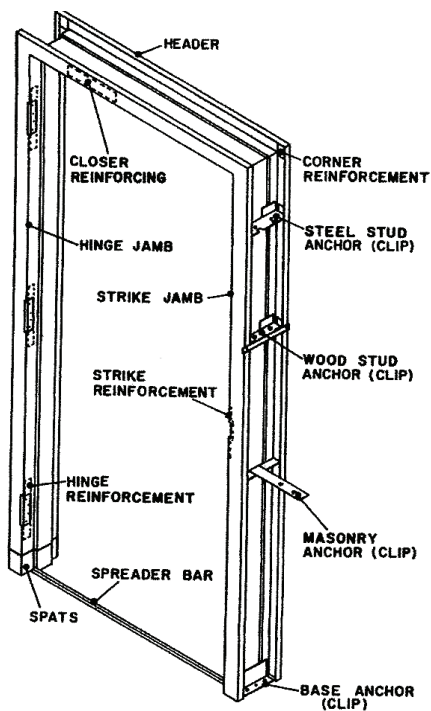 HEADER
CLOSER
REINFORCING
CORNER
REINFORCEMENT
HINGE JAMB
STEEL STUD
ANCHOR (CLIP)
STRIKE JAMB
WOOD STUD
ANCHOR (CLIP)
STRIKE
REINFORCEMENT
HINGE
REINFORCEMENT
MASONRY
ANCHOR (CLIP)
SPREADER BAR
SPATS
BASE ANCHOR
(CLIP)